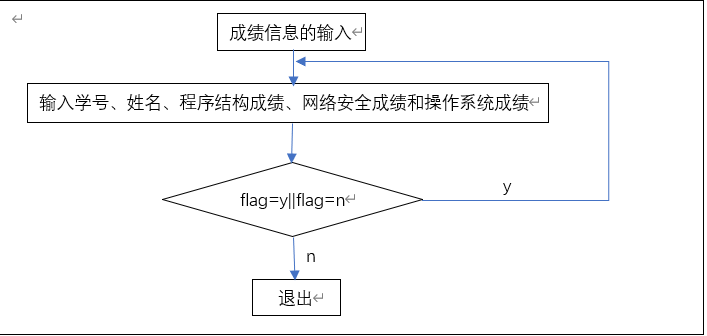 成绩信息的输入
输入学号、姓名、程序结构成绩、网络安全成绩和操作系统成绩
flag=y||flag=n
y
n
退出